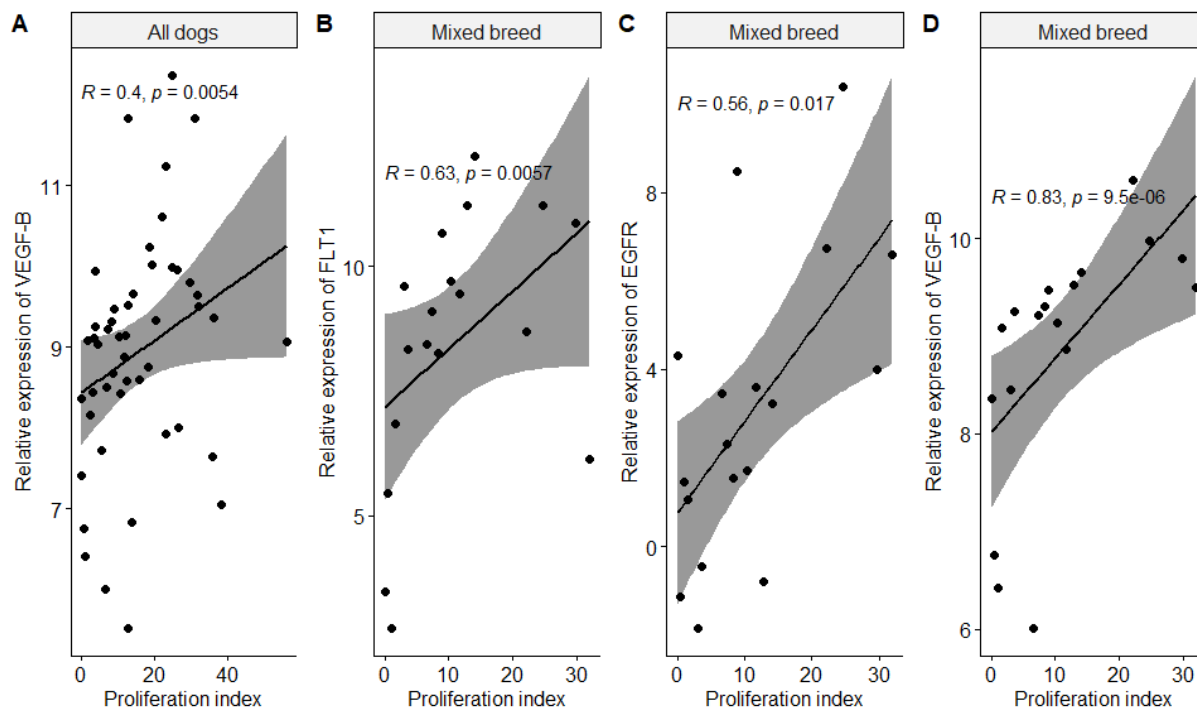 A
All dogs
R = 0.4, p = 0.0054
Relative expression of VEGF-B
11
9
7
0
20
40
Proliferation index
B
Mixed breed
R = 0.63, p = 0.0057
Relative expression of FLT1
10
5
0
10
20
30
Proliferation index
C
Mixed breed
R = 0.56, p = 0.017
Relative expression of EGFR
8
4
0
0
10
20
30
Proliferation index
D
Mixed breed
R = 0.83, p = 9.5e-06
Relative expression of VEGF-B
10
8
6
0
10
20
30
Proliferation index